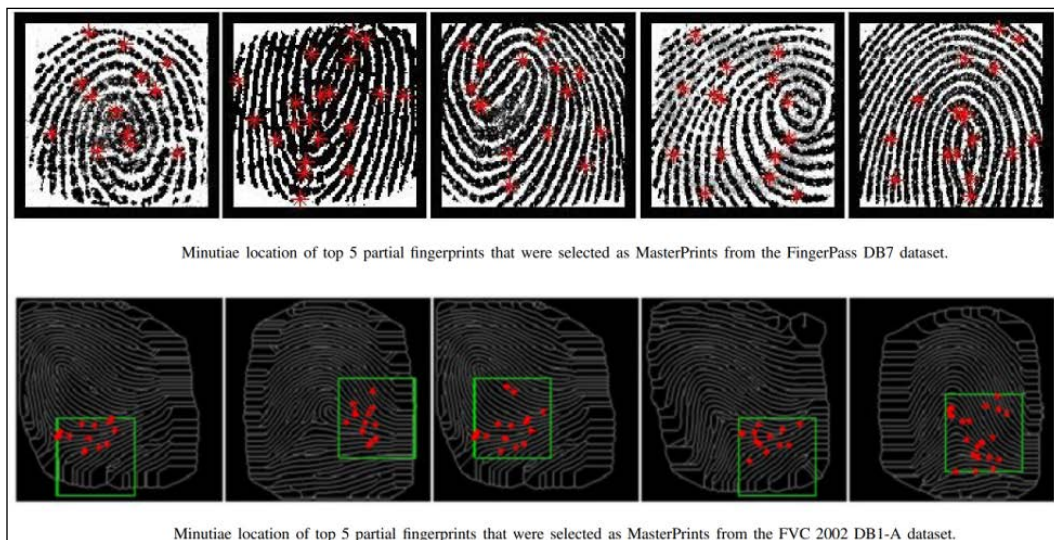 Minutiae location of top 5 partial fingerprints that were selected as MasterPrints from the FingerPass DB7 dataset.
Minutiae location of top 5 partial fingerprints that were selected as MasterPrints from the FVC 2002 DB1-A dataset.